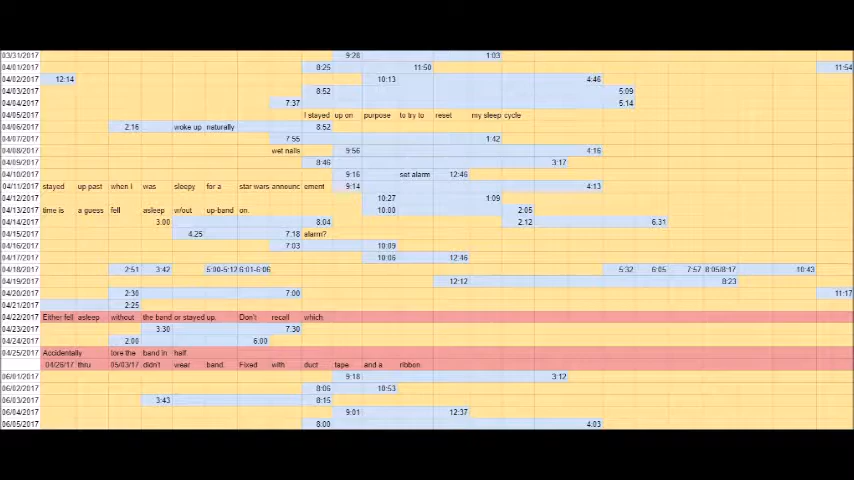 03/31/2017 9:28 1:03
04/01/2017 8:25 11:50 11:54
04/02/2017 12:14 10:13 4:46
04/03/2017 8:52 5:09
04/04/2017 7:37 5:14
04/05/2017 I stayed up on purpose to try to reset my sleep cycle
04/06/2017 2:16 woke up naturally 8:52
04/07/2017 7:55 1:42
04/08/2017 wet nails 9:56 4:16
04/09/2017 8:46 3:17
04/10/2017 9:16 set alarm 12:46
04/11/2017 stayed up past when I was sleepy for a star wars announcement 9:14 4:13
04/12/2017 10:27 1:09
04/13/2017 time is a guess fell asleep w/out up-band on. 10:00 2:05
04/14/2017 3:00 8:04 2:12 6:31
04/15/2017 4:25 7:18 alarm?
04/16/2017 7:03 10:09
04/17/2017 10:06 12:46
04/18/2017 2:51 3:42 5:00-5:12 6:01-6:06 5:32 6:05 7:57 8:05/8:17 10:43
04/19/2017 12:12 8:23
04/20/2017 2:30 7:00 11:17
04/21/2017 2:25
04/22/2017 Either fell asleep without the band or stayed up. Don't recall which
04/23/2017 3:30 7:30
04/24/2017 2:00 6:00
04/25/2017 Accidentally tore the band in half
04/26/17 thru 05/03/17 didn't wear band. Fixed with duct tape and a ribbon
06/01/2017 9:18 3:12
06/02/2017 8:06 10:53
06/03/2017 3:43 8:15
06/04/2017 9:01 12:37
06/05/2017 8:00 4:03